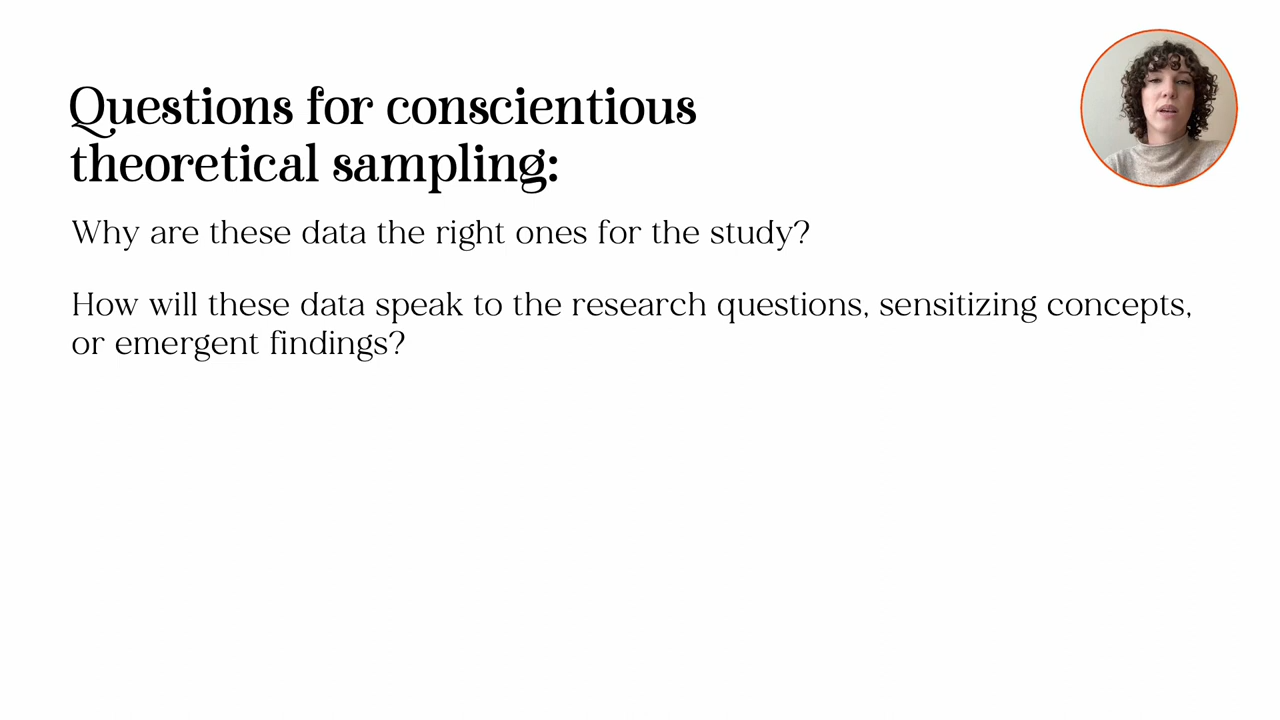 Questions for conscientious
theoretical sampling:
Why are these data the right ones for the study?
How will these data speak to the research questions, sensitizing concepts,
or emergent findings?